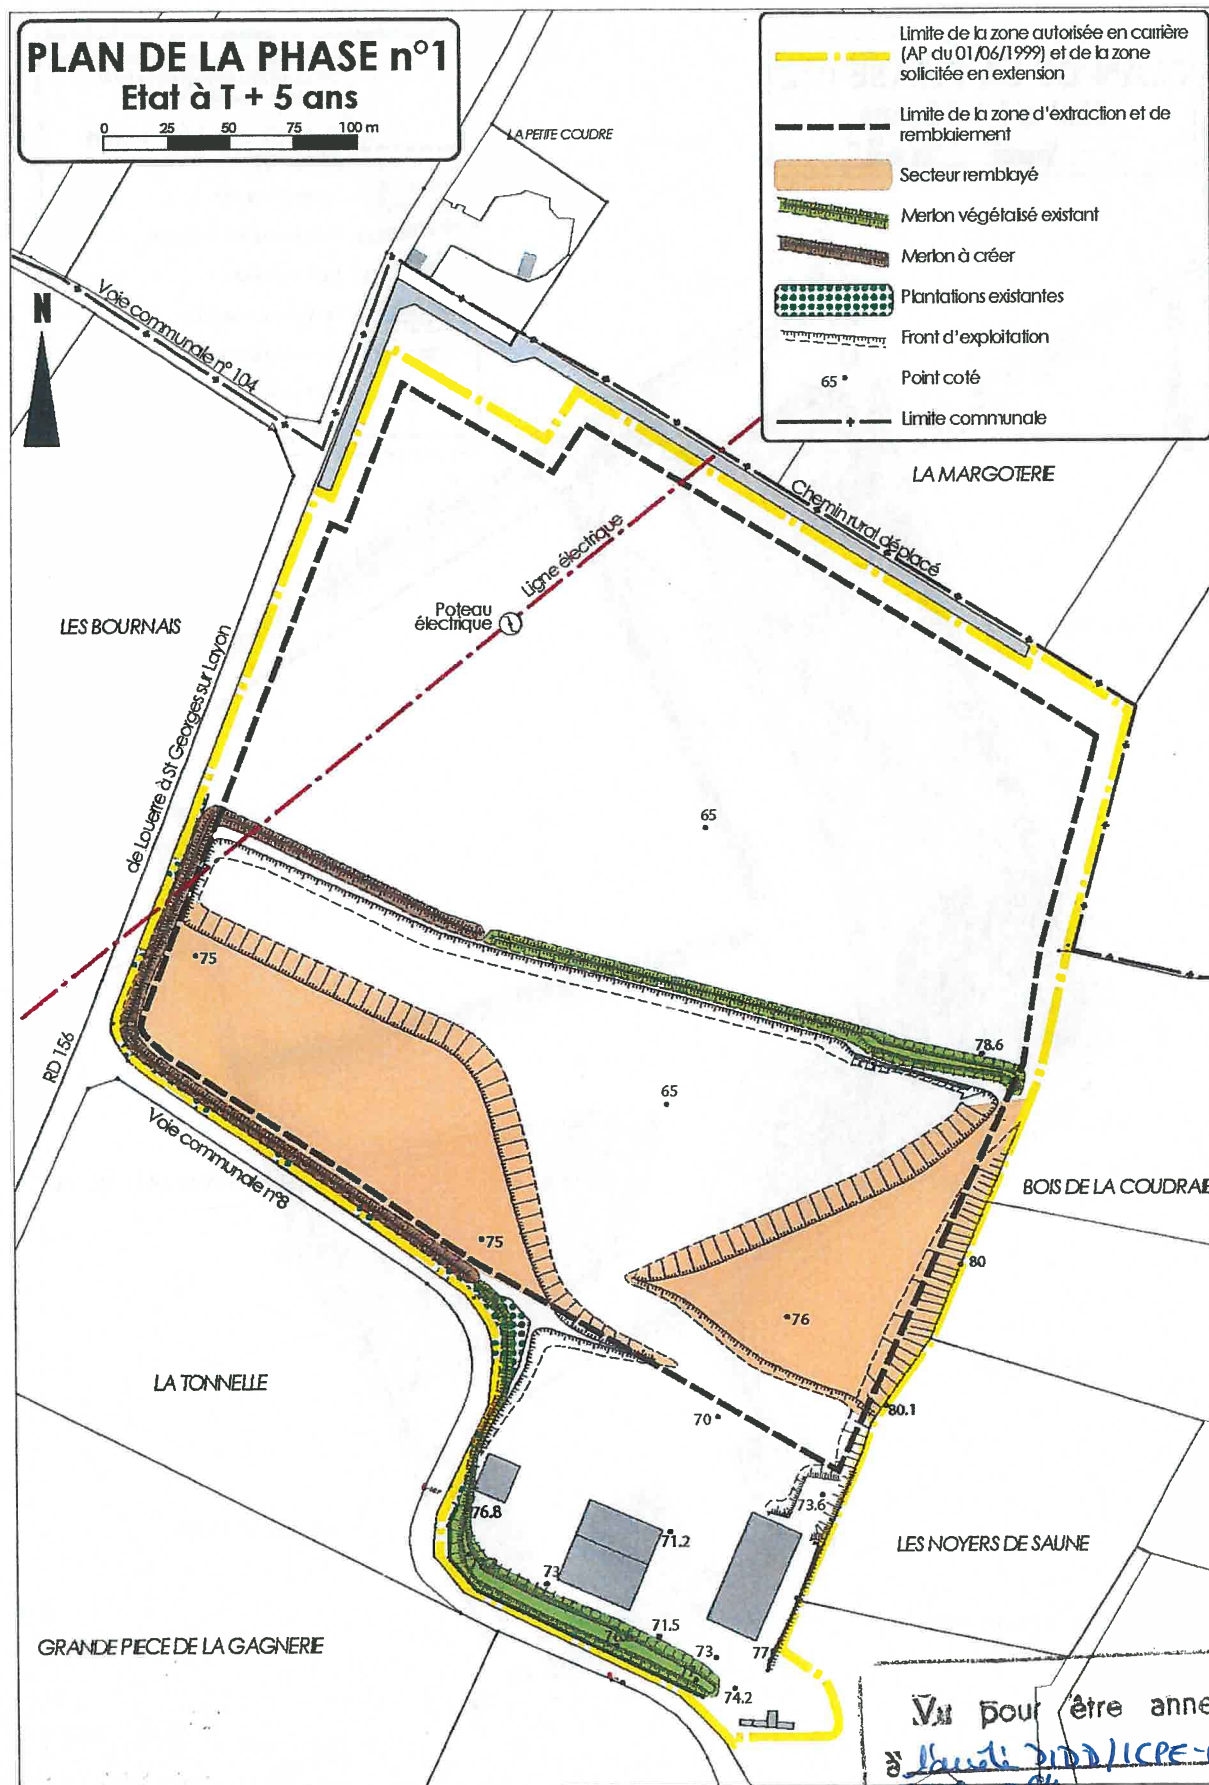 PLAN DE LA PHASE n°1
Etat à T + 5 ans
0 25 50 75 100 m
Limite de la zone autorisée en carrière
(AP du 01/06/1999) et de la zone
sollicitée en extension
Limite de la zone d'extraction et de
remblaiement
Secteur remblayé
Merlon végétalisé existant
Merlon à créer
Plantations existantes
Front d'exploitation
65 Point coté
Limite communale
LA PETITE COUDRE
N
Voie communale n° 104
LA MARGOTERIE
Chemin rural déplacé
Ligne électrique
Poteau
électrique
LES BOURNAIS
de Louerre à St Georges sur Layon
65
75
78.6
RD 156
65
Voie communale n°8
BOIS DE LA COUDRAIE
75
80
76
LA TONNELLE
80.1
70
73.6
76.8
71.2
LES NOYERS DE SAUNE
73
71.5
GRANDE PIECE DE LA GAGNERIE
73
77
74.2
Vu pour être anne
à l'arrêté DIDD/ICPE-